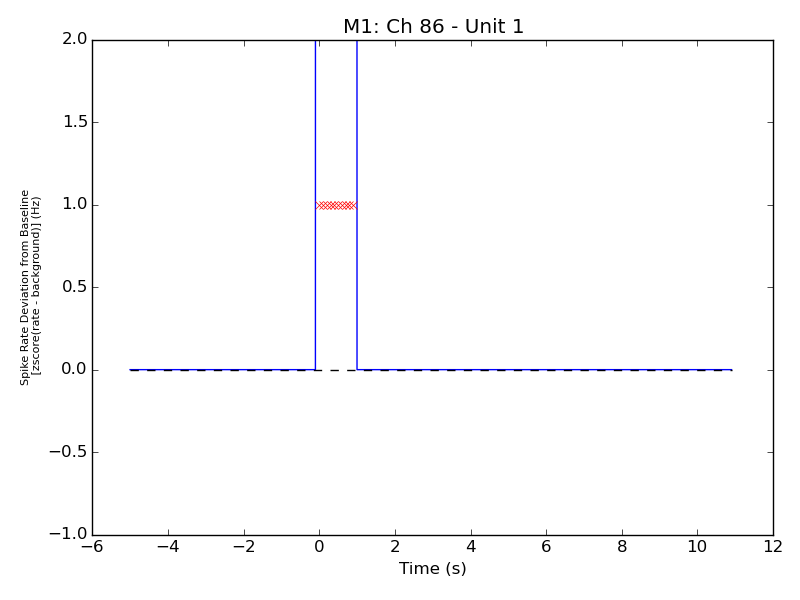 M1: Ch 86 - Unit 1
2.0
1.5
1.0
0.5
0.0
−0.5
−1.0
Spike Rate Deviation from Baseline
[zscore(rate - background)] (Hz)
−6 −4 −2 0 2 4 6 8 10 12
Time (s)